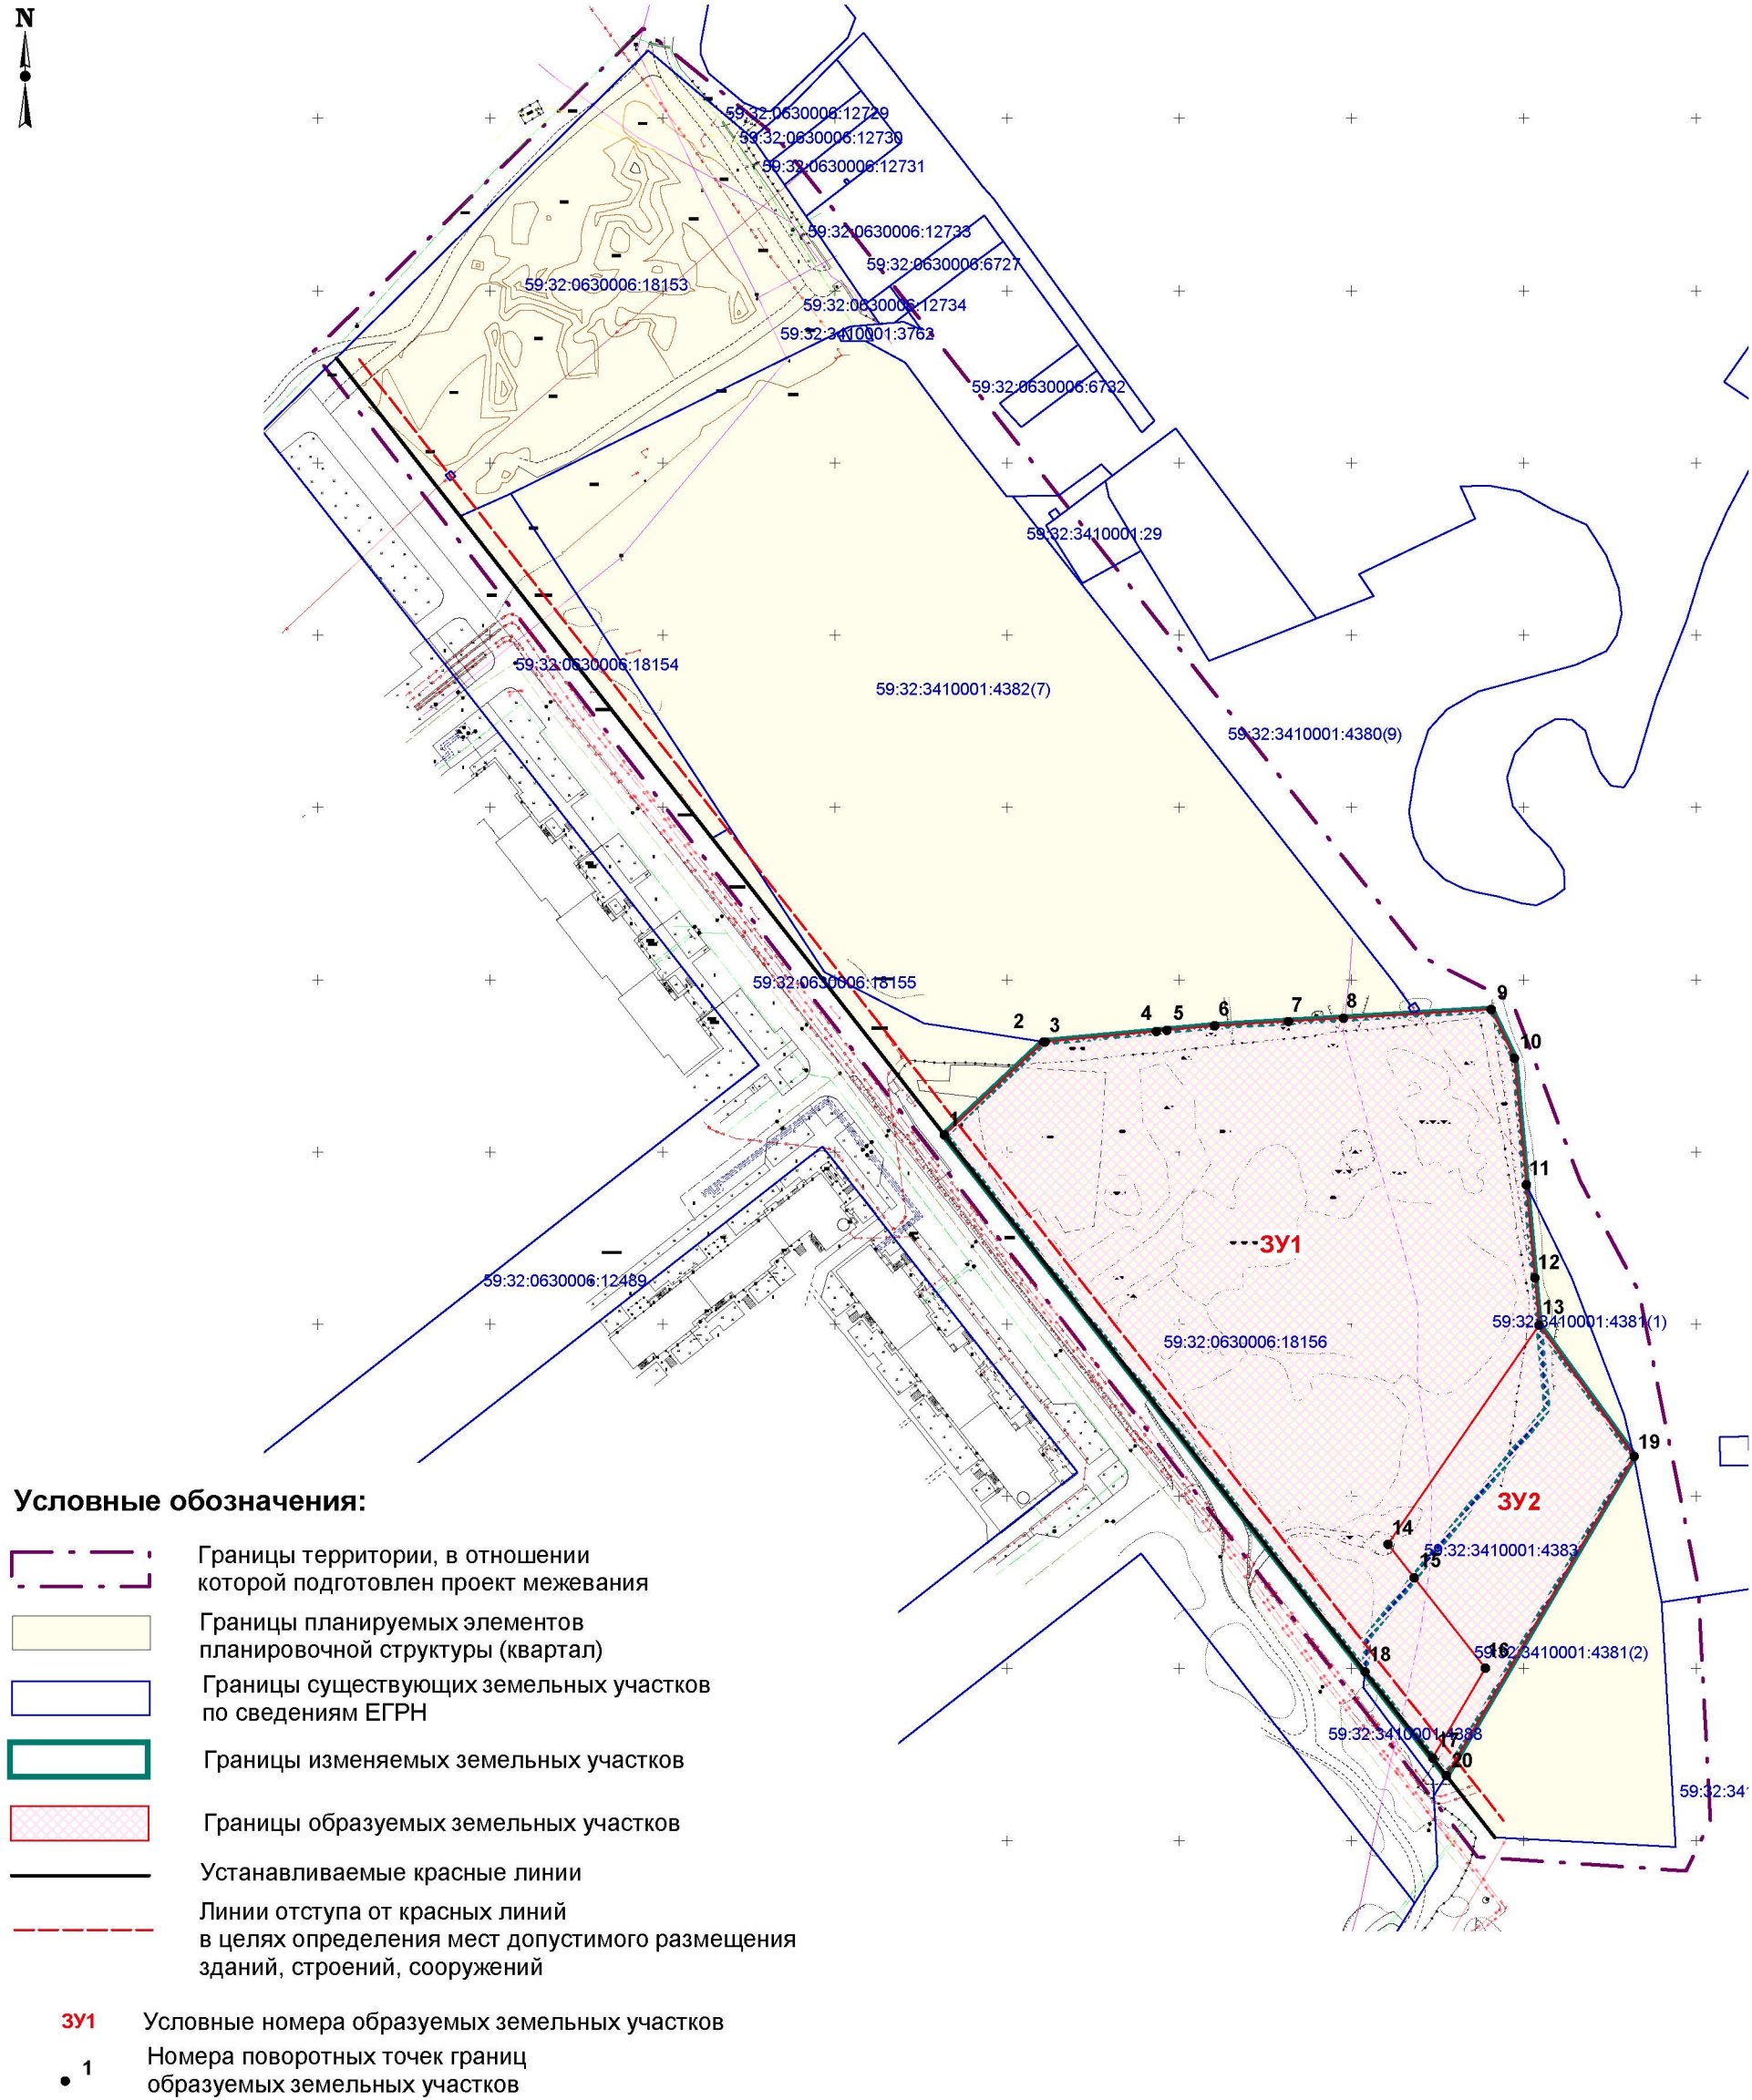 N
59:32:0630006:12729
59:32:0630006:12730
59:32:0630006:12731
59:32:0630006:12733
59:32:0630006:6727
59:32:0630006:18153
59:32:0630006:12734
59:32:3410001:3762
59:32:0630006:6732
59:32:3410001:29
59:32:0630006:18154
59:32:3410001:4382(7)
59:32:3410001:4380(9)
59:32:0630006:18155
9
8
7
6
5
4
3
2
10
1
11
ЗУ1
12
59:32:0630006:12489
13
59:32:3410001:4381(1)
59:32:0630006:18156
19
ЗУ2
14
59:32:3410001:4383
15
59:32:3410001:4381(2)
16
18
59:32:3410001:4388
17
20
59:32:34
Условные обозначения:
Границы территории, в отношении
которой подготовлен проект межевания
Границы планируемых элементов
планировочной структуры (квартал)
Границы существующих земельных участков
по сведениям ЕГРН
Границы изменяемых земельных участков
Границы образуемых земельных участков
Устанавливаемые красные линии
Линии отступа от красных линий
в целях определения мест допустимого размещения
зданий, строений, сооружений
ЗУ1 Условные номера образуемых земельных участков
1 Номера поворотных точек границ
образуемых земельных участков